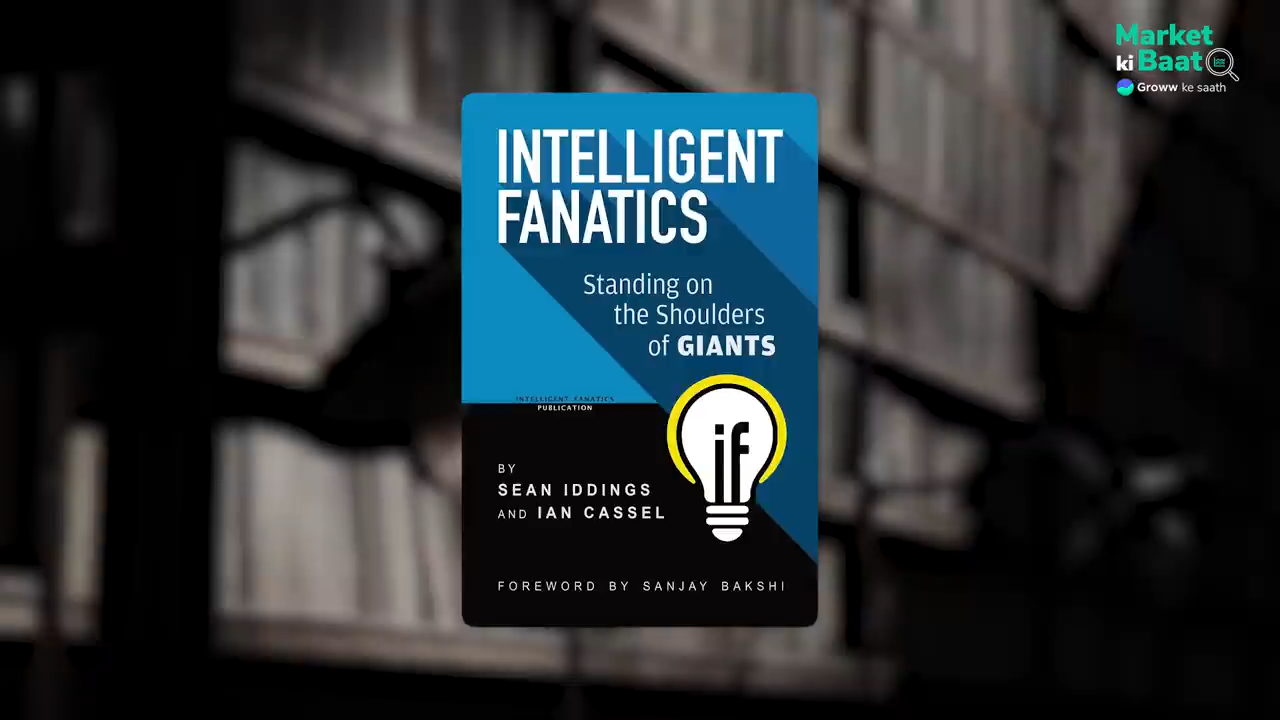 Market
ki Baat
Groww ke saath
INTELLIGENT
FANATICS
Standing on
the Shoulders
of GIANTS
INTELLIGENT FANATICS
PUBLICATION
if
BY
SEAN IDDINGS
AND IAN CASSEL
FOREWORD BY SANJAY BAKSHI